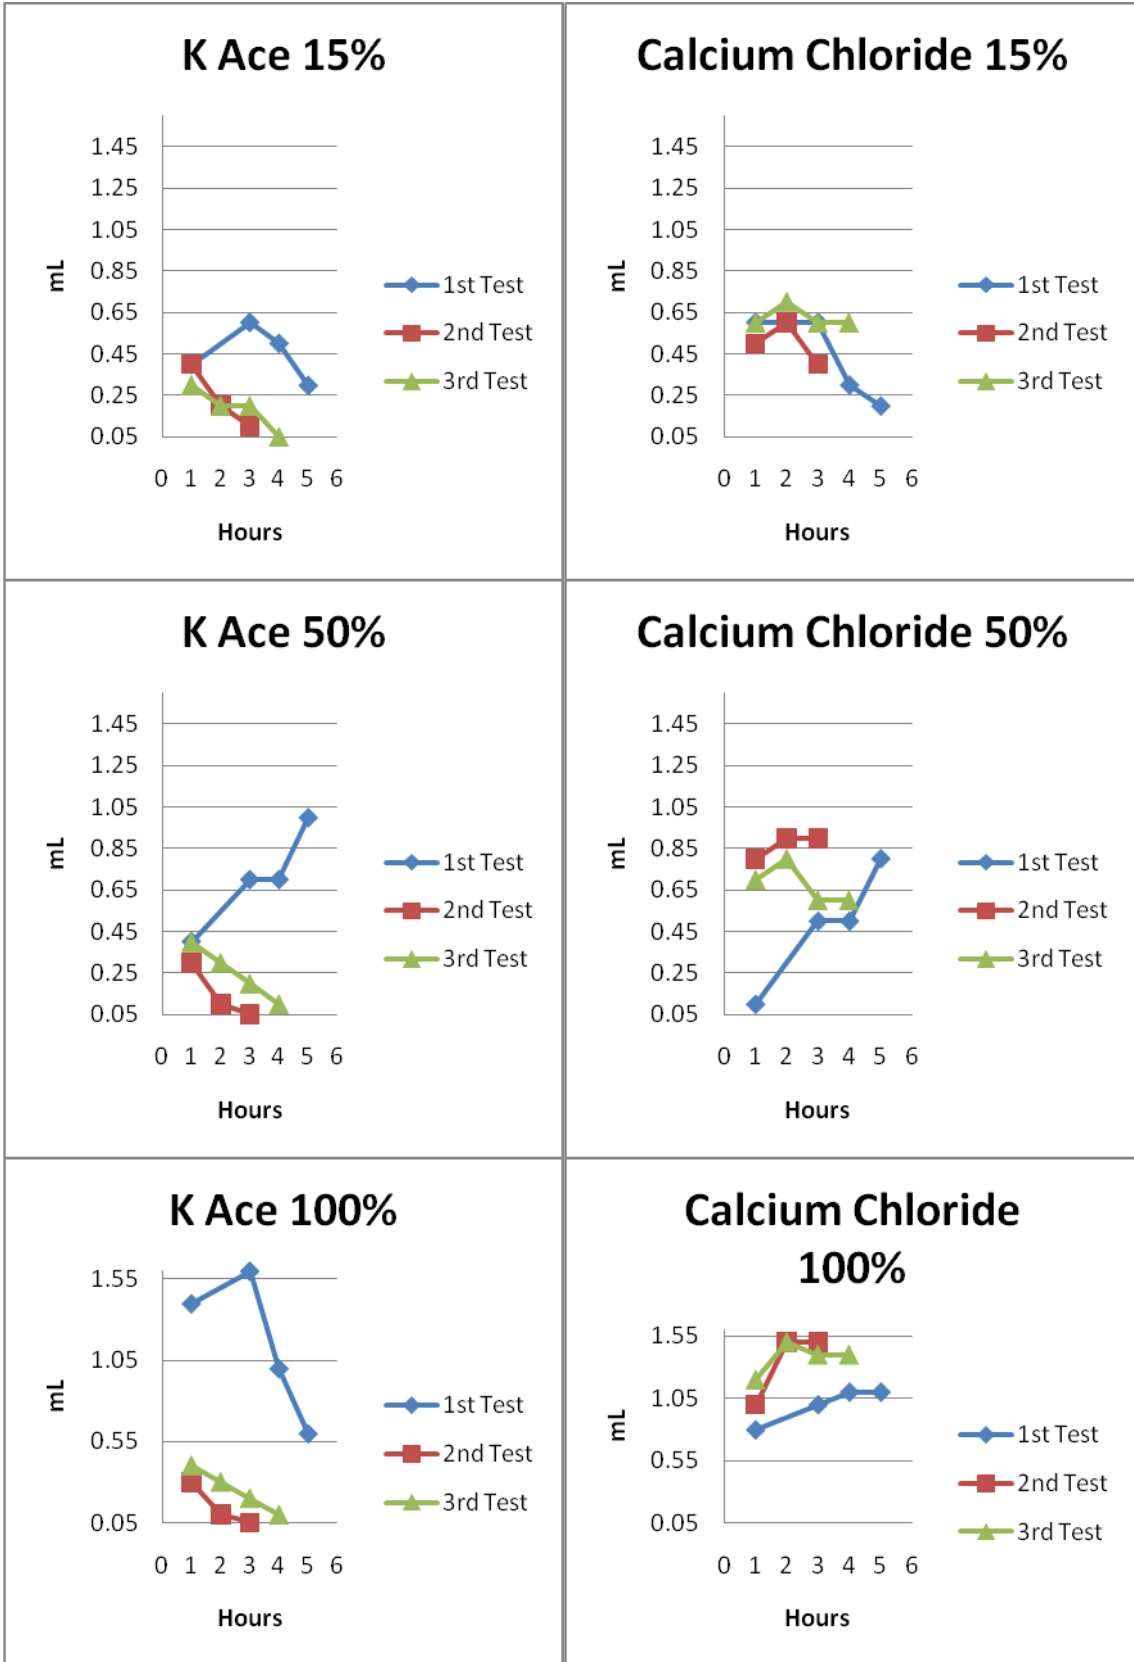 K Ace 15%
1.45
1.25
1.05
0.85
0.65
0.45
0.25
0.05
mL
0 1 2 3 4 5 6
Hours
1st Test
2nd Test
3rd Test
Calcium Chloride 15%
1.45
1.25
1.05
0.85
0.65
0.45
0.25
0.05
mL
0 1 2 3 4 5 6
Hours
1st Test
2nd Test
3rd Test
K Ace 50%
1.45
1.25
1.05
0.85
0.65
0.45
0.25
0.05
mL
0 1 2 3 4 5 6
Hours
1st Test
2nd Test
3rd Test
Calcium Chloride 50%
1.45
1.25
1.05
0.85
0.65
0.45
0.25
0.05
mL
0 1 2 3 4 5 6
Hours
1st Test
2nd Test
3rd Test
K Ace 100%
1.55
1.05
0.55
0.05
mL
0 1 2 3 4 5 6
Hours
1st Test
2nd Test
3rd Test
Calcium Chloride
100%
1.55
1.05
0.55
0.05
mL
0 1 2 3 4 5 6
Hours
1st Test
2nd Test
3rd Test